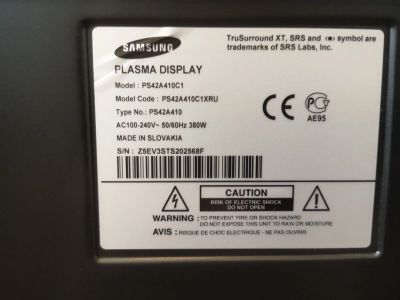 SAMSUNG
TruSurround XT, SRS and (●) symbol are
trademarks of SRS Labs, Inc.
PLASMA DISPLAY
Model : PS42A410C1
Model Code : PS42A410C1XRU
Type No. : PS42A410
AC100-240V~ 50/60Hz 380W
MADE IN SLOVAKIA
S/N : Z5EV3STS202568F
CE
PG
AE95
CAUTION
RISK OF ELECTRIC SHOCK
DO NOT OPEN
WARNING : TO PREVENT FIRE OR SHOCK HAZARD
DO NOT EXPOSE THIS UNIT TO RAIN OR MOISTURE
AVIS : RISQUE DE CHOC ELECTRIQUE - NE PAS OUVRIR